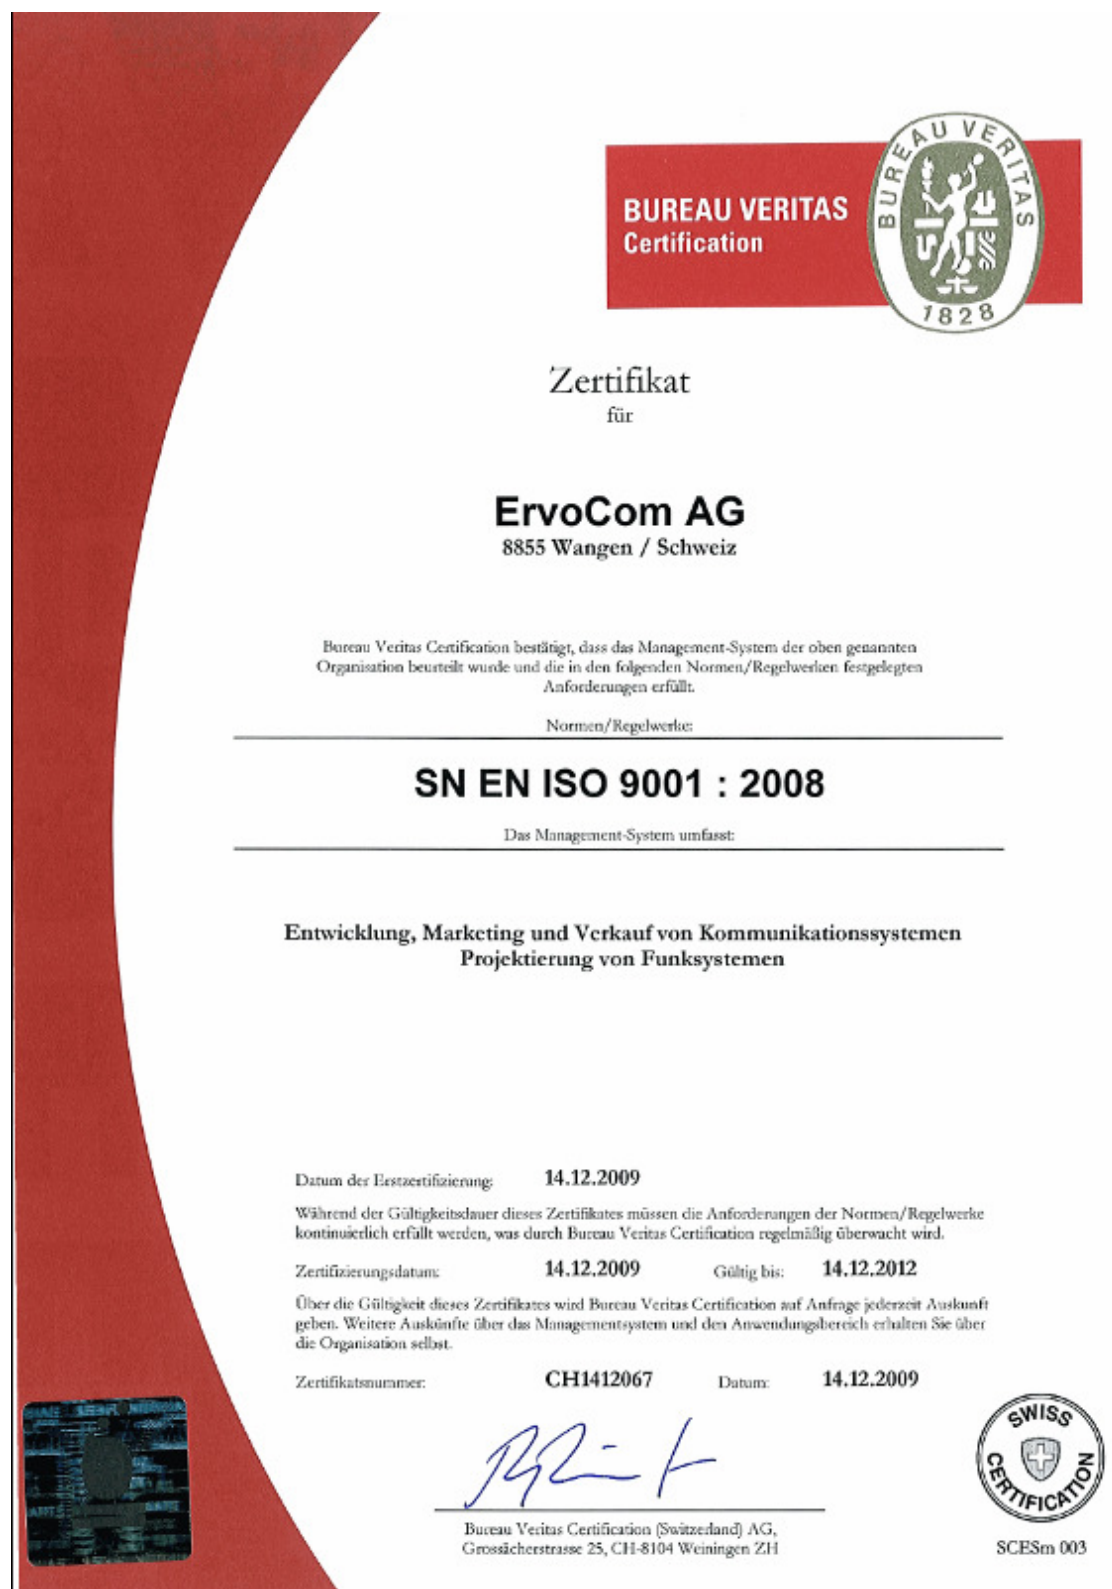 BUREAU VERITAS
Certification
BUREAU VERITAS
1828
Zertifikat
für
ErvoCom AG
8855 Wangen / Schweiz
Bureau Veritas Certification bestätigt, dass das Management-System der oben genannten
Organisation beurteilt wurde und die in den folgenden Normen/Regelwerken festgelegten
Anforderungen erfüllt.
Normen/Regelwerke:
SN EN ISO 9001 : 2008
Das Management-System umfasst:
Entwicklung, Marketing und Verkauf von Kommunikationssystemen
Projektierung von Funksystemen
Datum der Erstzertifizierung: 14.12.2009
Während der Gültigkeitsdauer dieses Zertifikates müssen die Anforderungen der Normen/Regelwerke
kontinuierlich erfüllt werden, was durch Bureau Veritas Certification regelmäßig überwacht wird.
Zertifizierungsdatum: 14.12.2009 Gültig bis: 14.12.2012
Über die Gültigkeit dieses Zertifikates wird Bureau Veritas Certification auf Anfrage jederzeit Auskunft
geben. Weitere Auskünfte über das Managementsystem und den Anwendungsbereich erhalten Sie über
die Organisation selbst.
Zertifikatsnummer: CH1412067 Datum: 14.12.2009
SWISS
CERTIFICATION
Bureau Veritas Certification (Switzerland) AG,
Grossächerstrasse 25, CH-8104 Weiningen ZH
SCESm 003